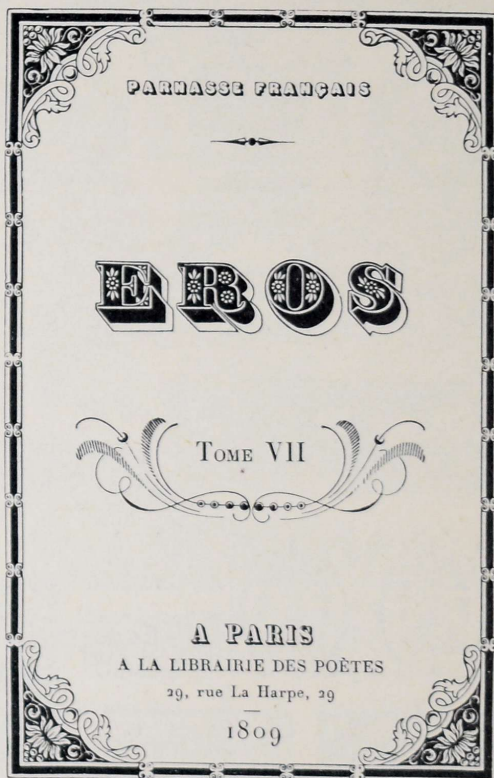 PARNASSE FRANÇAIS
EROS
TOME VII
A PARIS
A LA LIBRAIRIE DES POÈTES
29, rue La Harpe, 29
1809